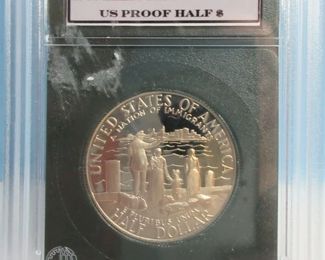 US PROOF HALF $
UNITED STATES OF AMERICA
A NATION OF IMMIGRANTS
E PLURIBUS UNUM
HALF DOLLAR